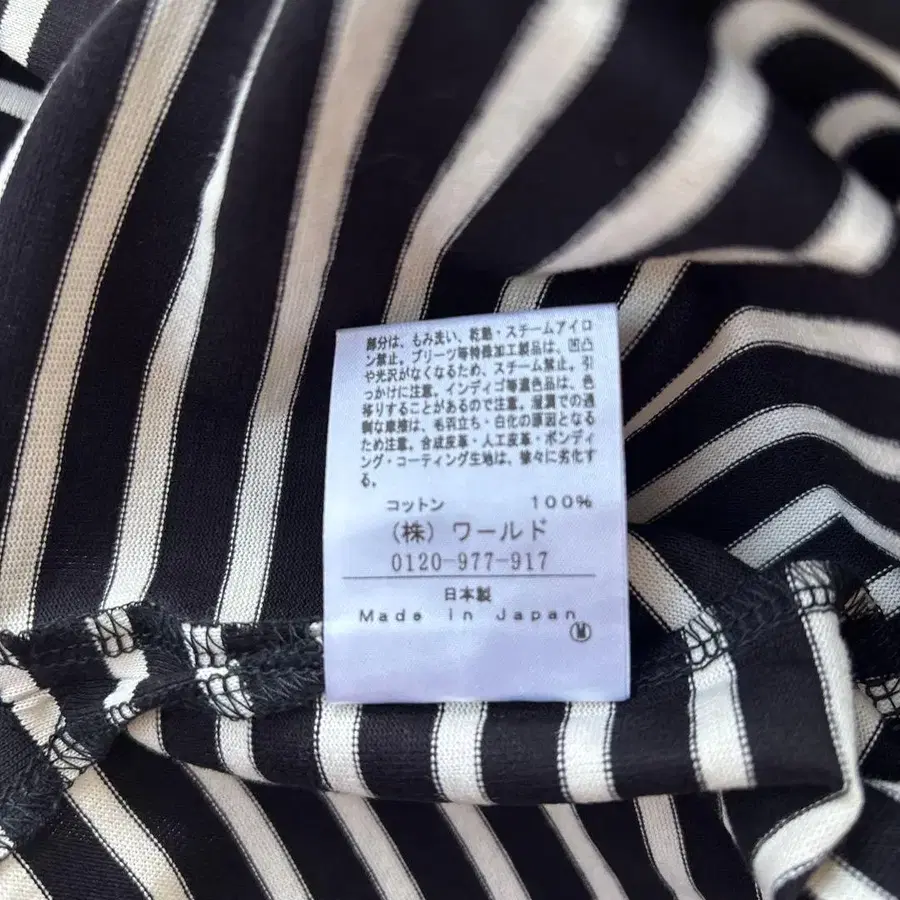 部分は、もみ洗い、乾熱・スチームアイロ
ン禁止。プリーツ等特殊加工製品は、凹凸
や光沢がなくなるため、スチーム禁止。引
っかけに注意。インディゴ等濃色品は、色
移りすることがあるので注意。湿潤での過
剰な摩擦は、毛羽立ち・白化の原因となる
ため注意。合成皮革・人工皮革・ボンディ
ング・コーティング生地は、徐々に劣化す
る。
コットン 100%
(株)ワールド
0120-977-917
日本製
Made in Japan
Ⓜ